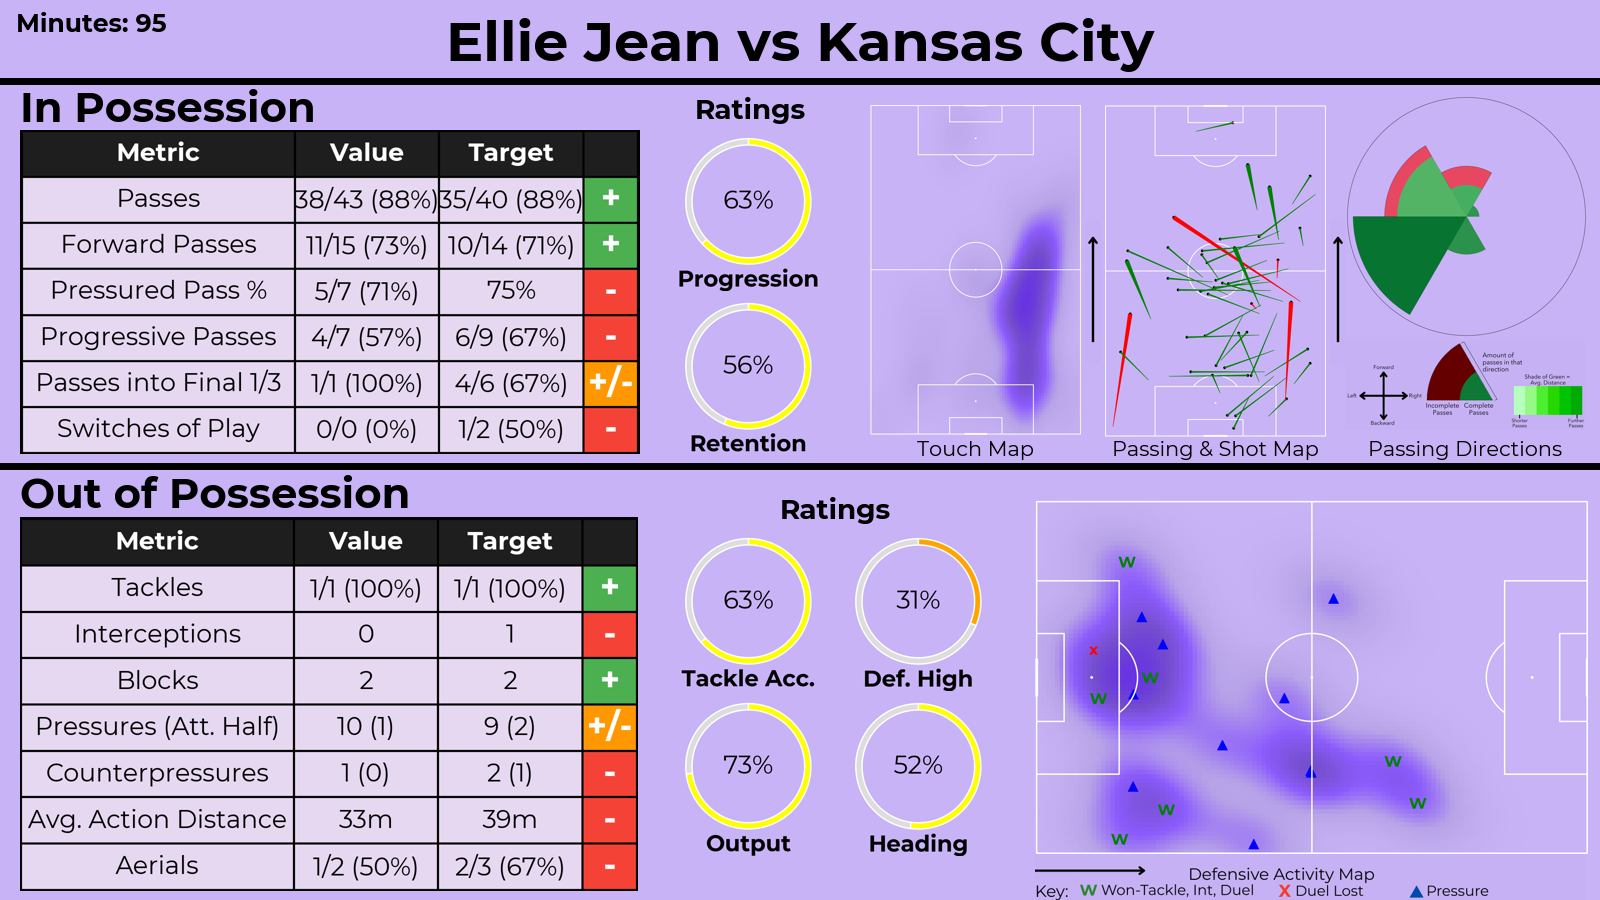 Minutes: 95
Ellie Jean vs Kansas City
In Possession
Metric Value Target
Passes 38/43 (88%) 35/40 (88%) +
Forward Passes 11/15 (73%) 10/14 (71%) +
Pressured Pass % 5/7 (71%) 75% -
Progressive Passes 4/7 (57%) 6/9 (67%) -
Passes into Final 1/3 1/1 (100%) 4/6 (67%) +/-
Switches of Play 0/0 (0%) 1/2 (50%) -
Ratings
63%
Progression
56%
Retention
Touch Map
Passing & Shot Map
Forward
Left Right
Backward
Amount of
passes in that
direction
Incomplete
Passes
Complete
Passes
Shade of Green =
Avg. Distance
Shorter
Passes
Further
Passes
Passing Directions
Out of Possession
Metric Value Target
Tackles 1/1 (100%) 1/1 (100%) +
Interceptions 0 1 -
Blocks 2 2 +
Pressures (Att. Half) 10 (1) 9 (2) +/-
Counterpressures 1 (0) 2 (1) -
Avg. Action Distance 33m 39m -
Aerials 1/2 (50%) 2/3 (67%) -
Ratings
63%
Tackle Acc.
31%
Def. High
73%
Output
52%
Heading
W
W
W
W
W
W
W
x
Defensive Activity Map
Key: W Won-Tackle, Int, Duel X Duel Lost ▲ Pressure